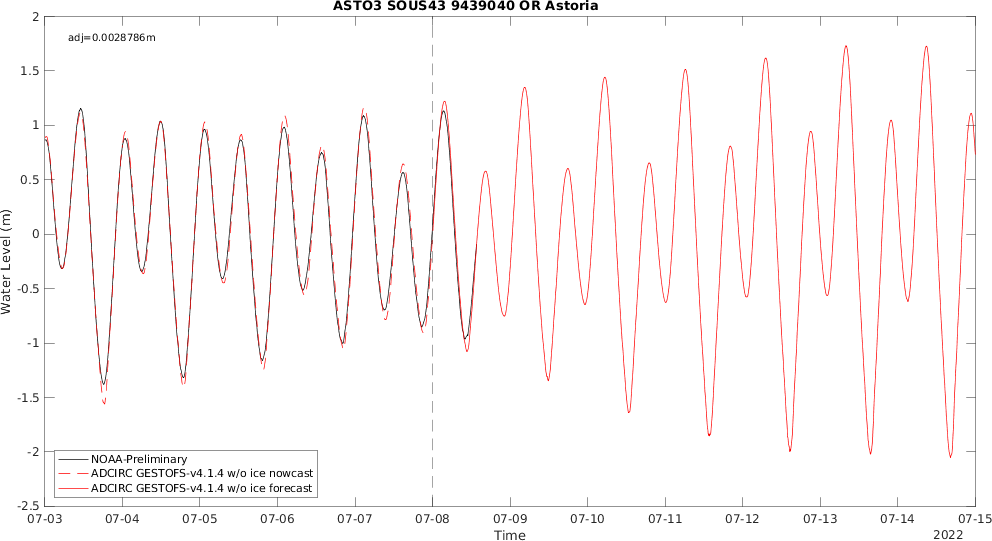 ASTO3 SOUS43 9439040 OR Astoria
adj=0.0028786m
2
1.5
1
0.5
0
-0.5
-1
-1.5
-2
-2.5
Water Level (m)
NOAA-Preliminary
ADCIRC GESTOFS-v4.1.4 w/o ice nowcast
ADCIRC GESTOFS-v4.1.4 w/o ice forecast
07-03 07-04 07-05 07-06 07-07 07-08 07-09 07-10 07-11 07-12 07-13 07-14 07-15
Time
2022